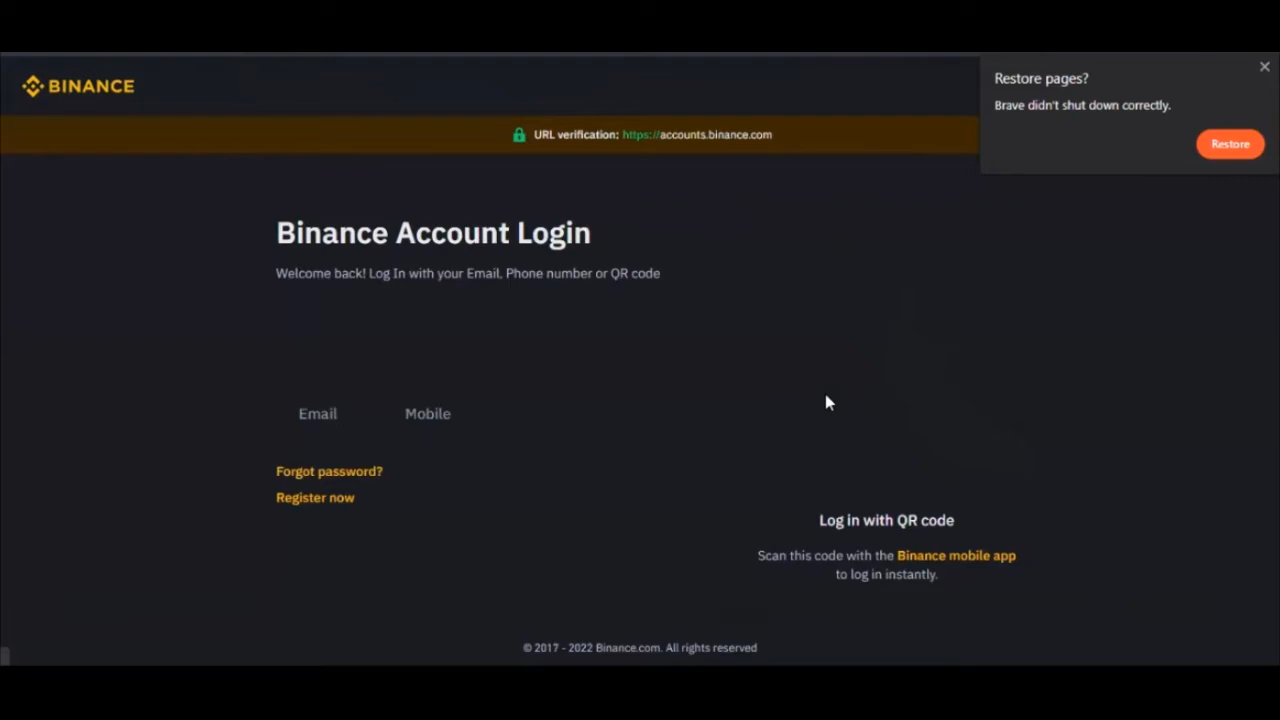 BINANCE
Restore pages?
Brave didn't shut down correctly.
Restore
URL verification: https://accounts.binance.com
Binance Account Login
Welcome back! Log In with your Email, Phone number or QR code
Email Mobile
Forgot password?
Register now
Log in with QR code
Scan this code with the Binance mobile app
to log in instantly.
© 2017 - 2022 Binance.com. All rights reserved